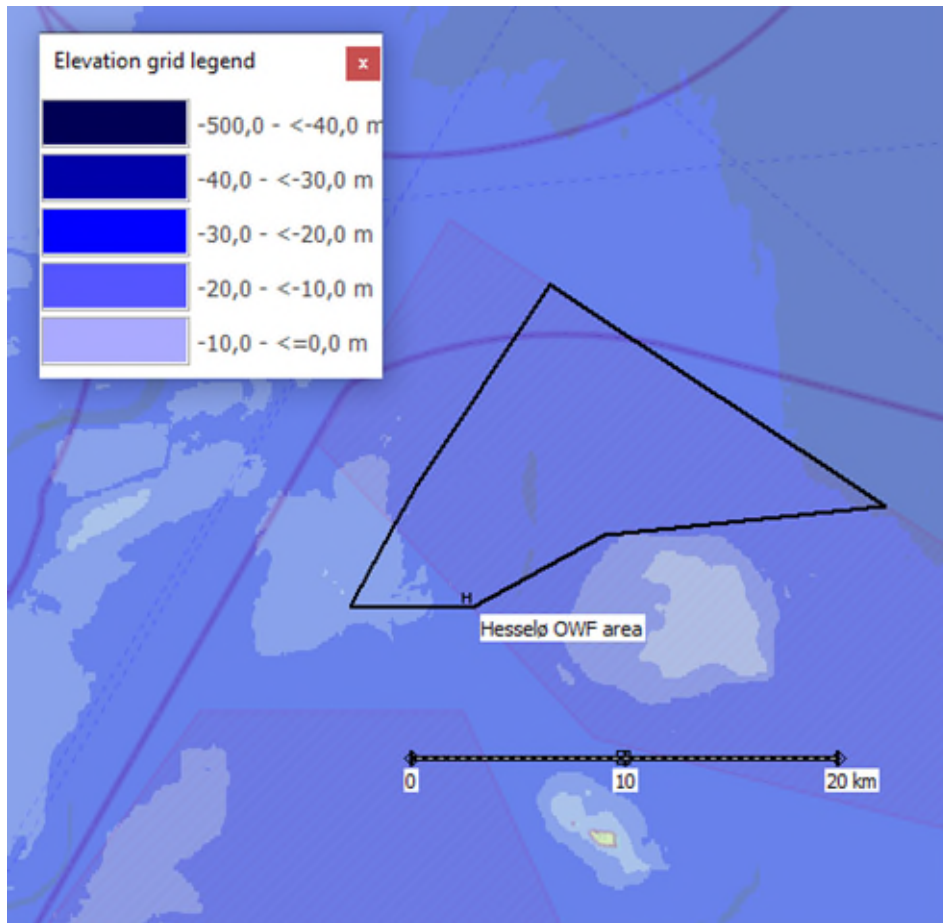 Elevation grid legend
x
-500,0 - <-40,0 m
-40,0 - <-30,0 m
-30,0 - <-20,0 m
-20,0 - <-10,0 m
-10,0 - <=0,0 m
H
Hesselø OWF area
0 10 20 km